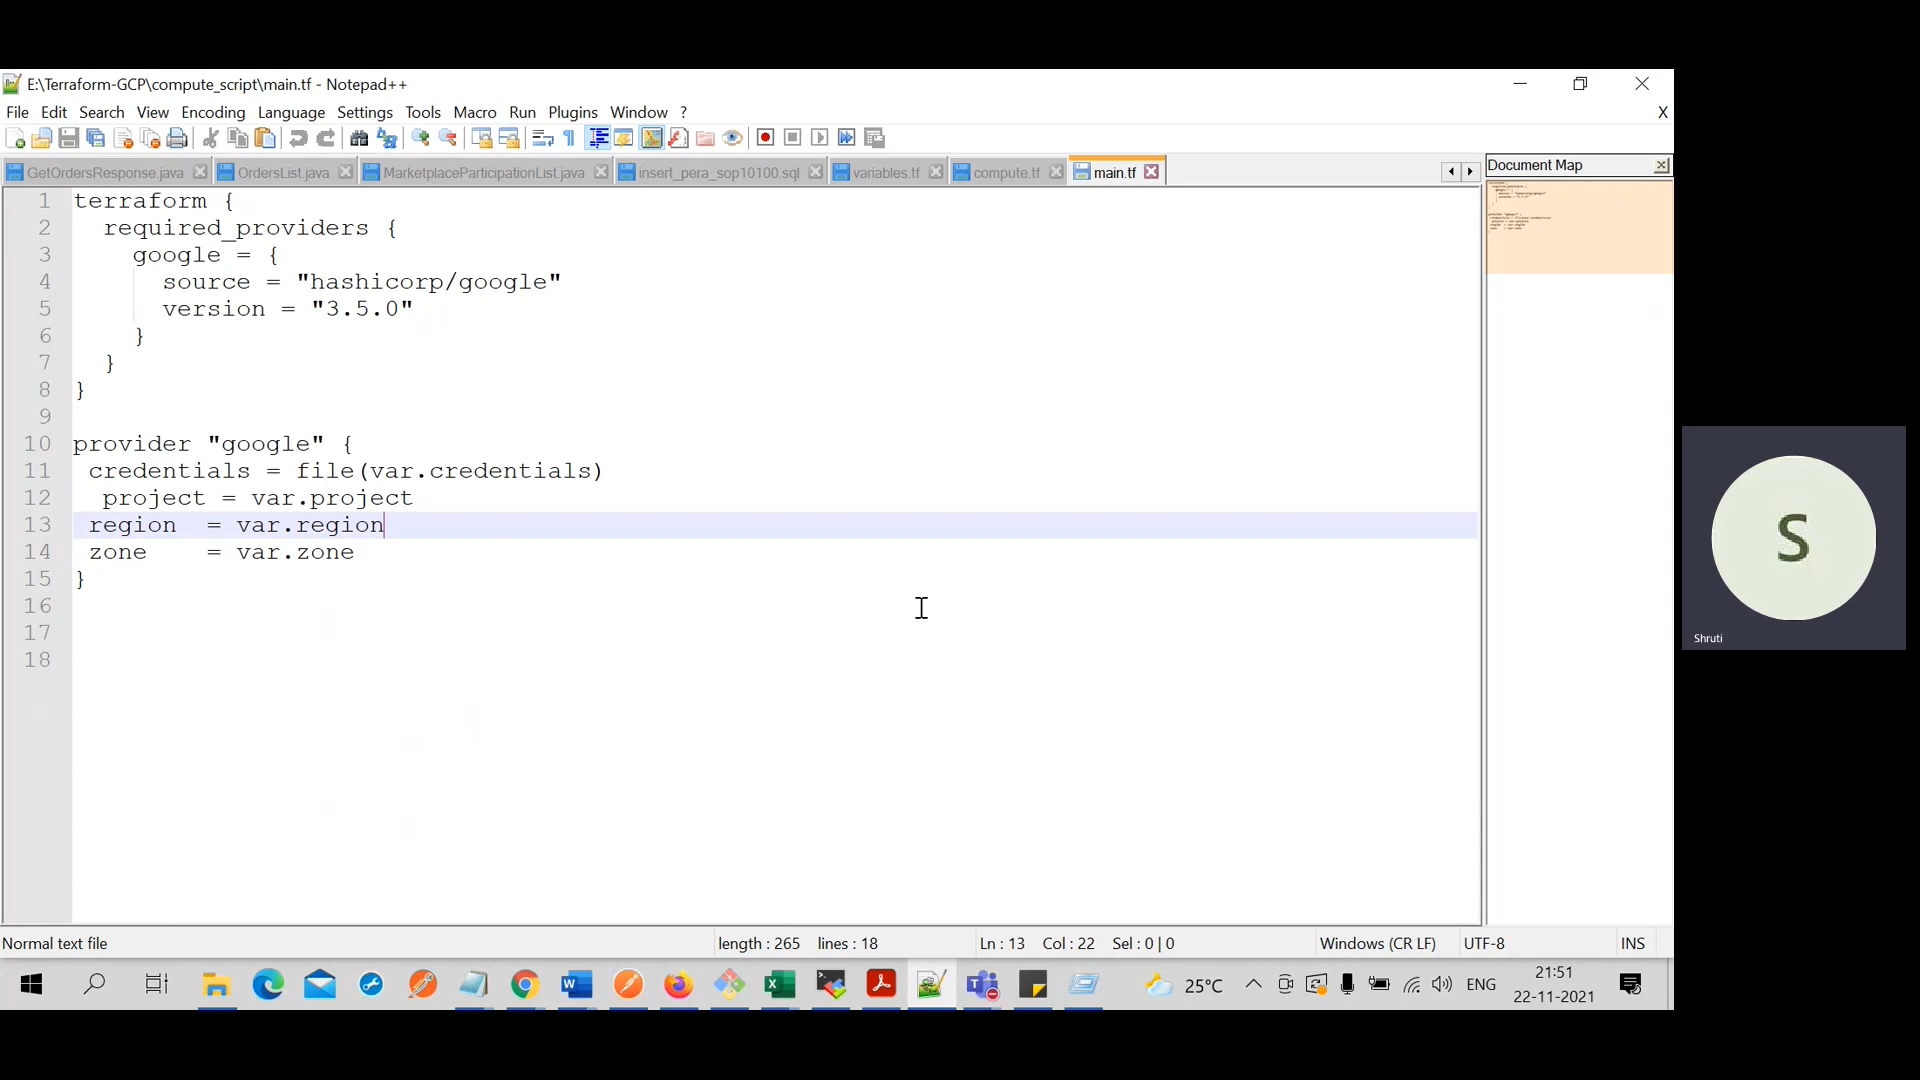 E:\Terraform-GCP\compute_script\main.tf - Notepad++
File Edit Search View Encoding Language Settings Tools Macro Run Plugins Window ? X
GetOrdersResponse.java OrdersList.java MarketplaceParticipationList.java insert_pera_sop10100.sql variables.tf compute.tf main.tf
Document Map
1 terraform {
2 required_providers {
3 google = {
4 source = "hashicorp/google"
5 version = "3.5.0"
6 }
7 }
8 }
9
10 provider "google" {
11 credentials = file(var.credentials)
12 project = var.project
13 region = var.region
14 zone = var.zone
15 }
16
17
18
S
Shruti
Normal text file length : 265 lines : 18 Ln : 13 Col : 22 Sel : 0 | 0 Windows (CR LF) UTF-8 INS
25°C ENG 21:51
22-11-2021